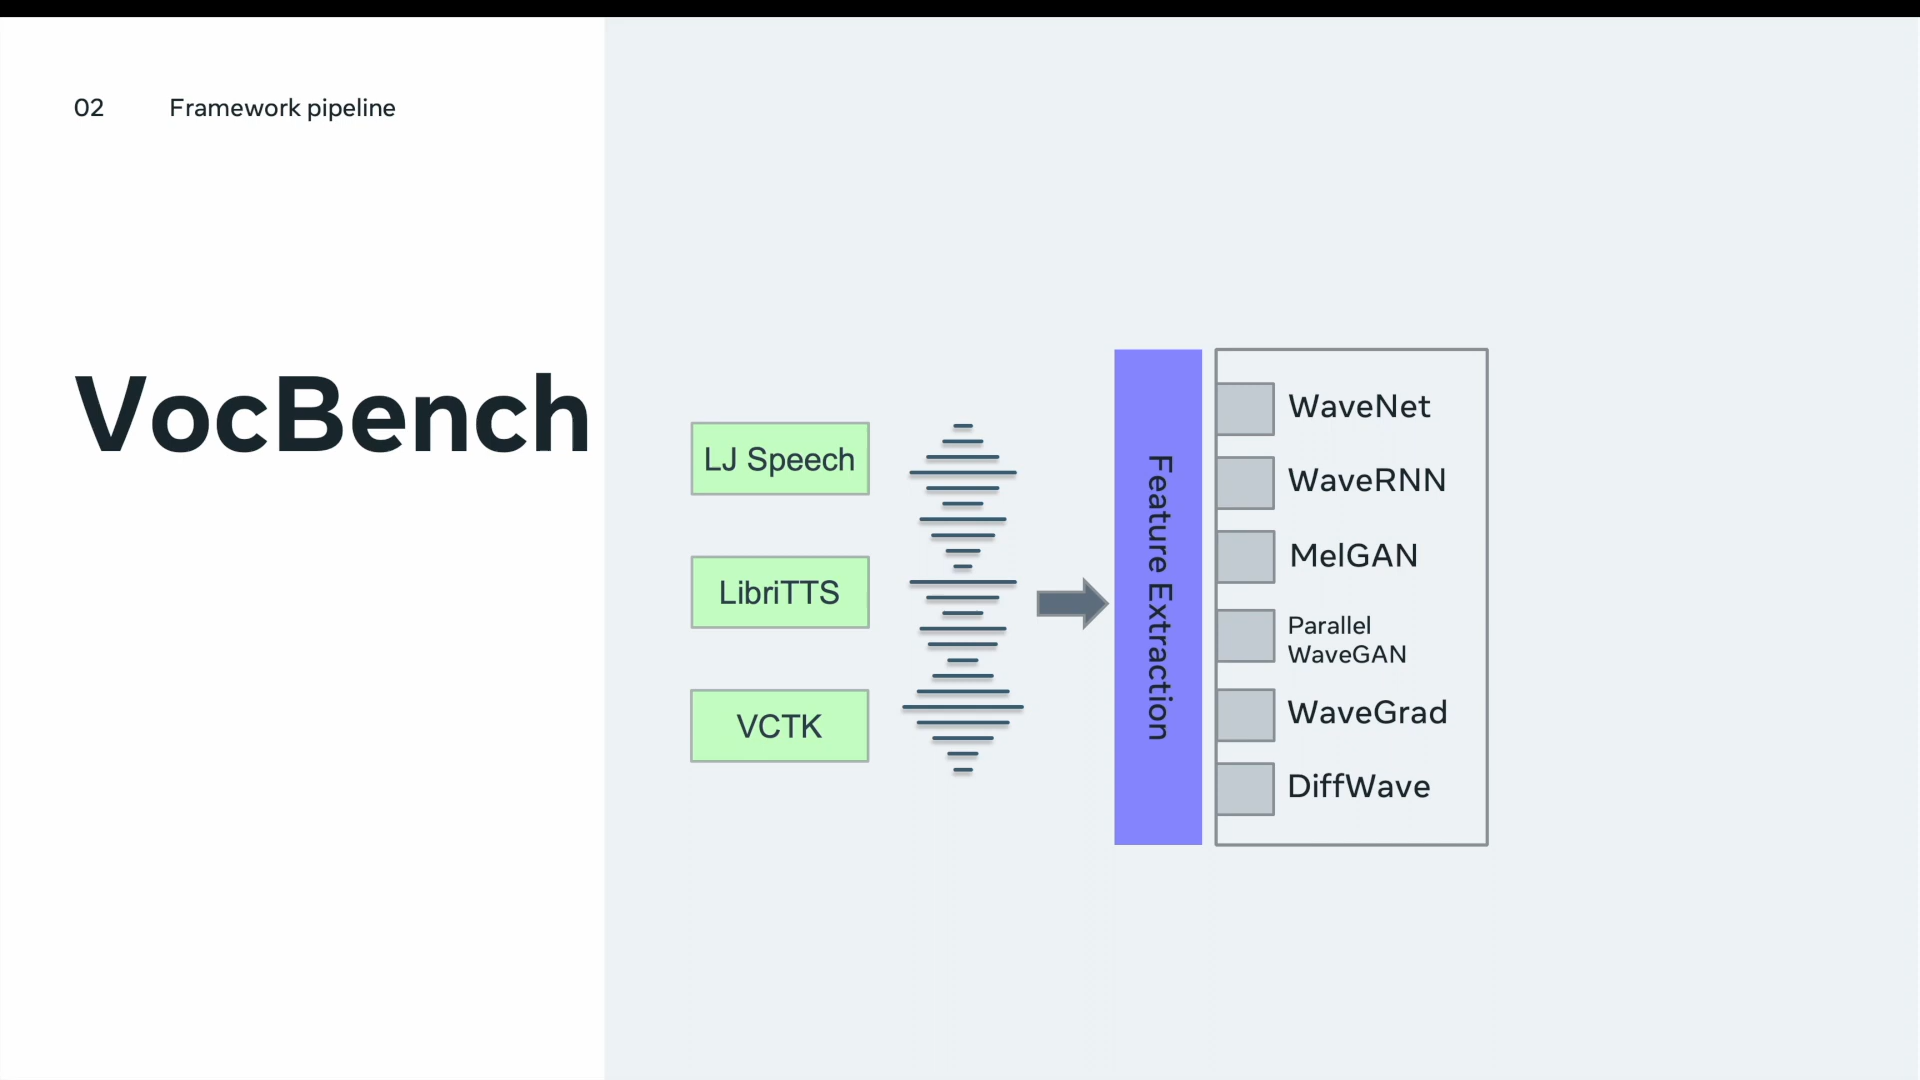 02 Framework pipeline
VocBench
LJ Speech
LibriTTS
VCTK
Feature Extraction
WaveNet
WaveRNN
MelGAN
Parallel
WaveGAN
WaveGrad
DiffWave